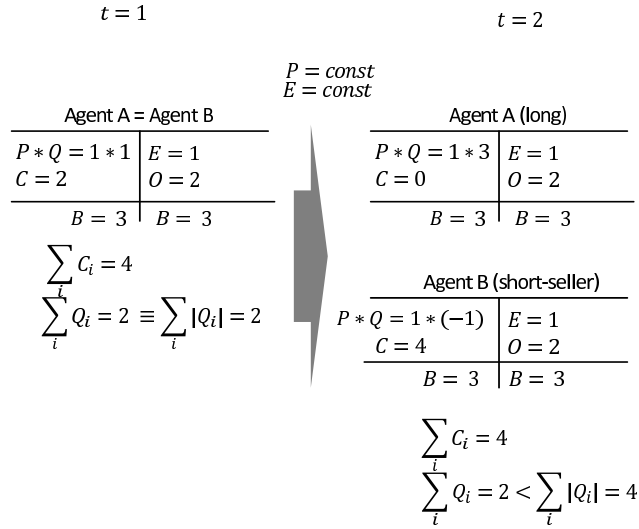 t = 1
t = 2
P = const
E = const
Agent A = Agent B
P * Q = 1 * 1 E = 1
C = 2 O = 2
B = 3 B = 3
∑_i C_i = 4
∑_i Q_i = 2 ≡ ∑_i |Q_i| = 2
Agent A (long)
P * Q = 1 * 3 E = 1
C = 0 O = 2
B = 3 B = 3
Agent B (short-seller)
P * Q = 1 * (−1) E = 1
C = 4 O = 2
B = 3 B = 3
∑_i C_i = 4
∑_i Q_i = 2 < ∑_i |Q_i| = 4